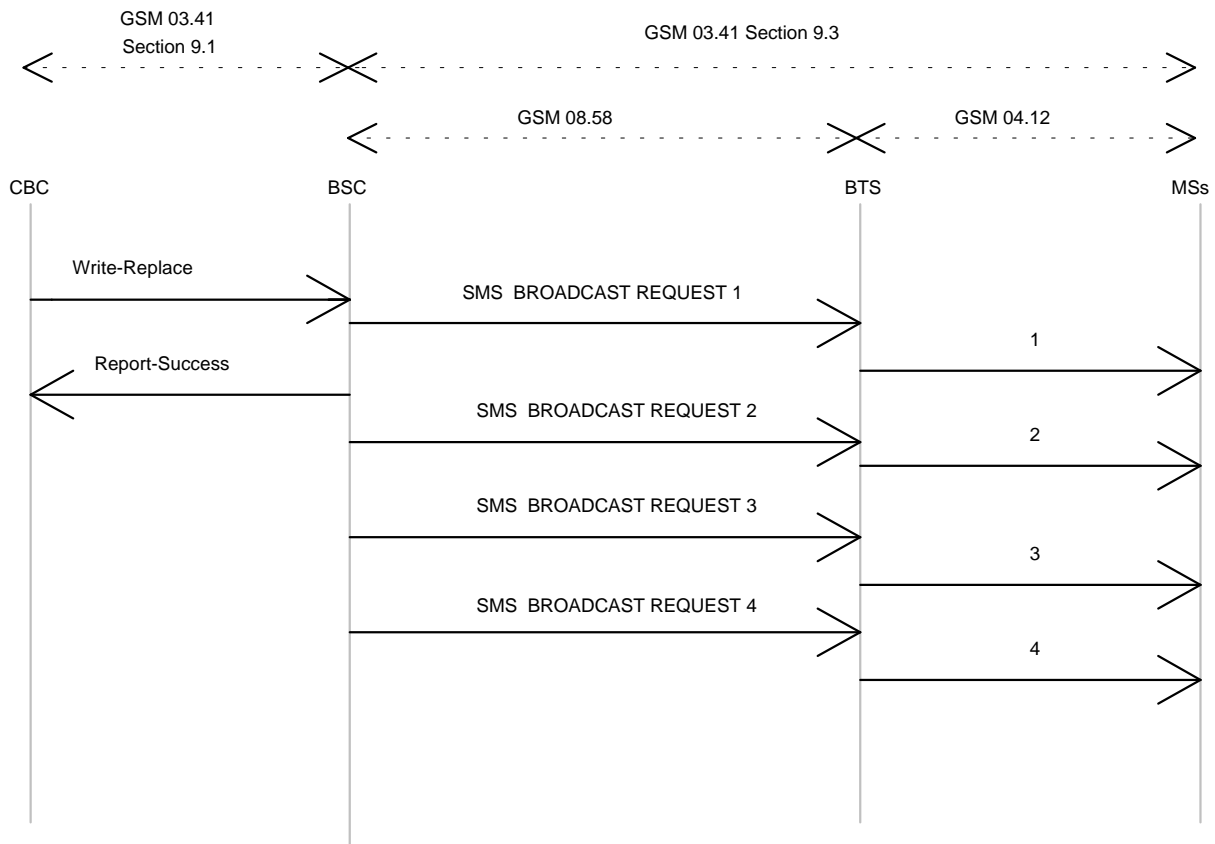 GSM 03.41
Section 9.1
GSM 03.41 Section 9.3
GSM 08.58
GSM 04.12
CBC
BSC
BTS
MSs
Write-Replace
SMS BROADCAST REQUEST 1
1
Report-Success
SMS BROADCAST REQUEST 2
2
SMS BROADCAST REQUEST 3
3
SMS BROADCAST REQUEST 4
4